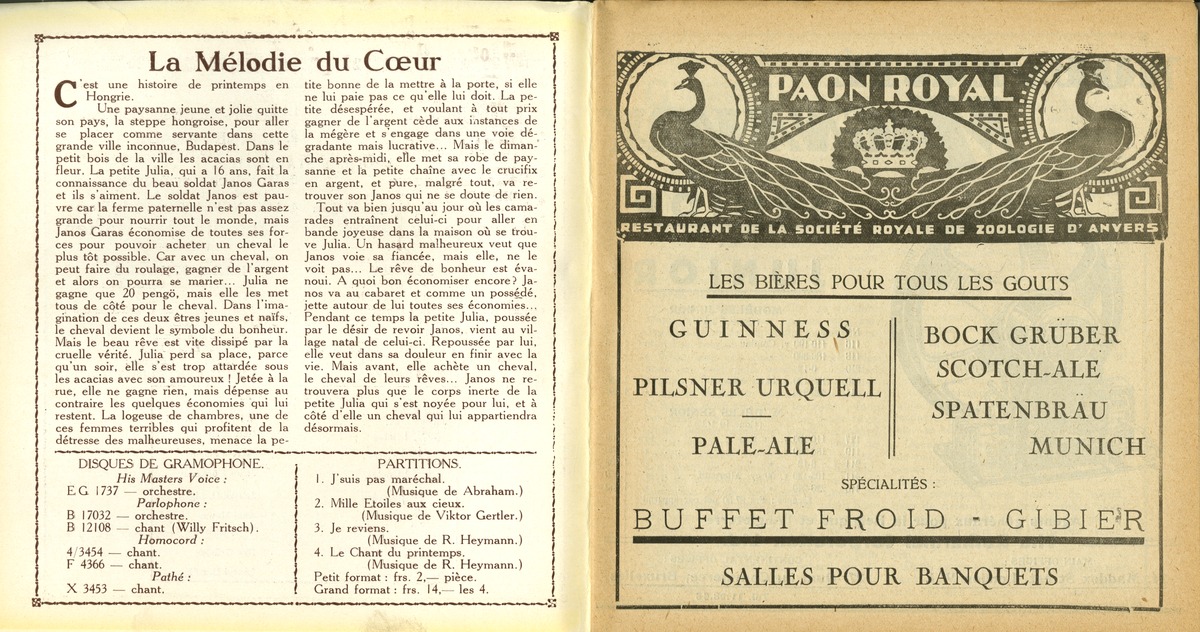 La Mélodie du Cœur
C'est une histoire de printemps en
Hongrie.
Une paysanne jeune et jolie quitte
son pays, la steppe hongroise, pour aller
se placer comme servante dans cette
grande ville inconnue, Budapest. Dans le
petit bois de la ville les acacias sont en
fleur. La petite Julia, qui a 16 ans, fait la
connaissance du beau soldat Janos Garas
et ils s'aiment. Le soldat Janos est pau-
vre car la ferme paternelle n'est pas assez
grande pour nourrir tout le monde, mais
Janos Garas économise de toutes ses for-
ces pour pouvoir acheter un cheval le
plus tôt possible. Car avec un cheval, on
peut faire du roulage, gagner de l'argent
et alors on pourra se marier... Julia ne
gagne que 20 pengö, mais elle les met
tous de côté pour le cheval. Dans l'ima-
gination de ces deux êtres jeunes et naïfs,
le cheval devient le symbole du bonheur.
Mais le beau rêve est vite dissipé par la
cruelle vérité. Julia perd sa place, parce
qu'un soir, elle s'est trop attardée sous
les acacias avec son amoureux ! Jetée à la
rue, elle ne gagne rien, mais dépense au
contraire les quelques économies qui lui
restent. La logeuse de chambres, une de
ces femmes terribles qui profitent de la
détresse des malheureuses, menace la pe-
tite bonne de la mettre à la porte, si elle
ne lui paie pas ce qu'elle lui doit. La pe-
tite désespérée, et voulant à tout prix
gagner de l'argent cède aux instances de
la mégère et s'engage dans une voie dé-
gradante mais lucrative... Mais le diman-
che après-midi, elle met sa robe de pay-
sanne et la petite chaîne avec le crucifix
en argent, et pure, malgré tout, va re-
trouver son Janos qui ne se doute de rien.
Tout va bien jusqu'au jour où les cama-
rades entraînent celui-ci pour aller en
bande joyeuse dans la maison où se trou-
ve Julia. Un hasard malheureux veut que
Janos voie sa fiancée, mais elle, ne le
voit pas... Le rêve de bonheur est éva-
noui. A quoi bon économiser encore? Ja-
nos va au cabaret et comme un possédé,
jette autour de lui toutes ses économies...
Pendant ce temps la petite Julia, poussée
par le désir de revoir Janos, vient au vil-
lage natal de celui-ci. Repoussée par lui,
elle veut dans sa douleur en finir avec la
vie. Mais avant, elle achète un cheval,
le cheval de leurs rêves... Janos ne re-
trouvera plus que le corps inerte de la
petite Julia qui s'est noyée pour lui, et à
côté d'elle un cheval qui lui appartiendra
désormais.
DISQUES DE GRAMOPHONE.
His Masters Voice :
EG 1737 — orchestre.
Parlophone :
B 17032 — orchestre.
B 12108 — chant (Willy Fritsch).
Homocord :
4/3454 — chant.
F 4366 — chant.
Pathé :
X 3453 — chant.
PARTITIONS.
1. J'suis pas maréchal.
(Musique de Abraham.)
2. Mille Etoiles aux cieux.
(Musique de Viktor Gertler.)
3. Je reviens.
(Musique de R. Heymann.)
4. Le Chant du printemps.
(Musique de R. Heymann.)
Petit format : frs. 2,— pièce.
Grand format : frs. 14,— les 4.
PAON ROYAL
RESTAURANT DE LA SOCIÉTÉ ROYALE DE ZOOLOGIE D'ANVERS
LES BIÈRES POUR TOUS LES GOUTS
GUINNESS
PILSNER URQUELL
PALE-ALE
BOCK GRÜBER
SCOTCH-ALE
SPATENBRÄU
MUNICH
SPÉCIALITÉS :
BUFFET FROID - GIBIER
SALLES POUR BANQUETS